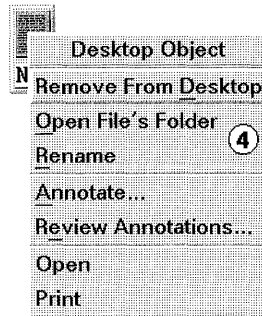 Desktop Object
N
Remove From Desktop
Open File's Folder
4
Rename
Annotate...
Review Annotations...
Open
Print